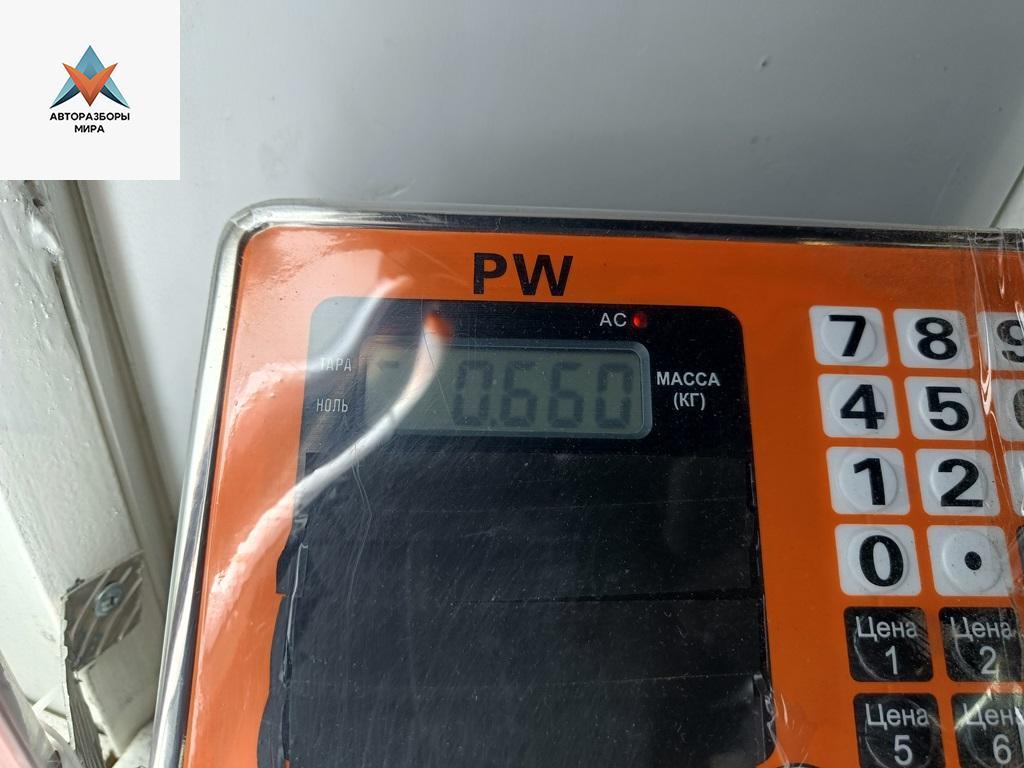 АВТОРАЗБОРЫ
МИРА
PW
AC
ТАРА
НОЛЬ
0.660
МАССА
(КГ)
7 8 9
4 5
1 2
0 .
Цена 1
Цена 2
Цена 5
Цена 6